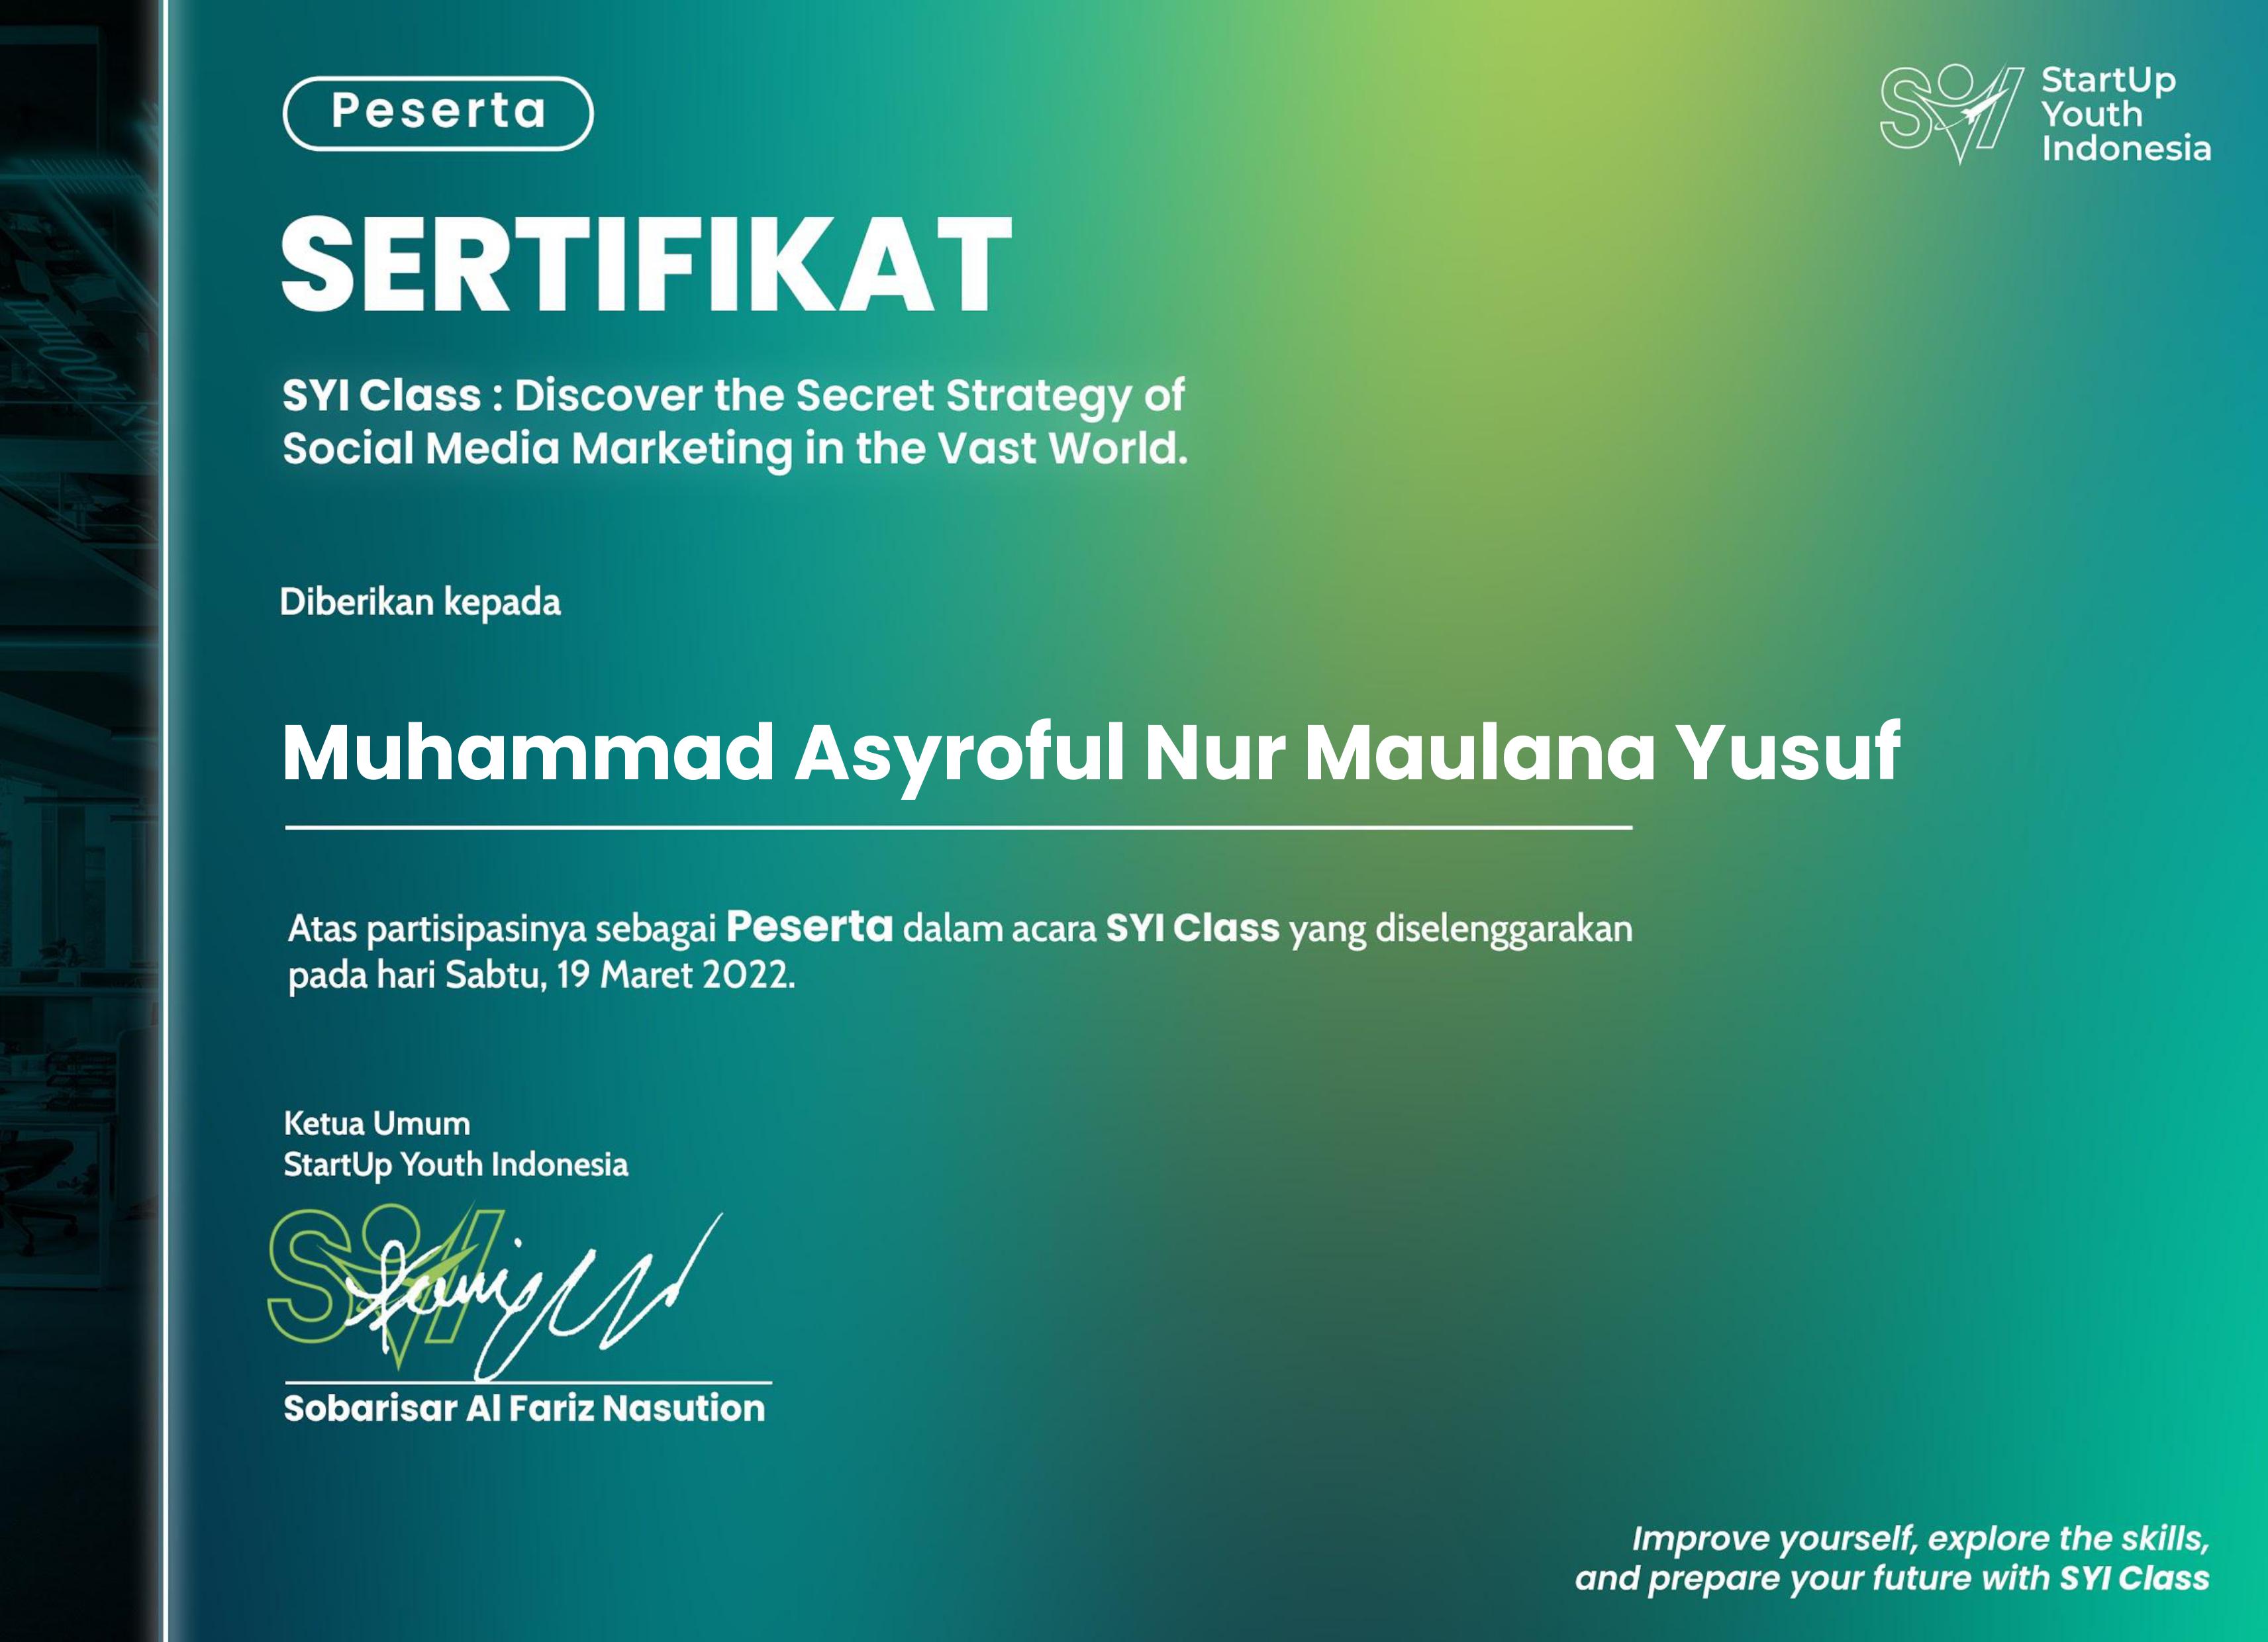 Peserta
StartUp
Youth
Indonesia
SERTIFIKAT
SYI Class : Discover the Secret Strategy of
Social Media Marketing in the Vast World.
Diberikan kepada
Muhammad Asyroful Nur Maulana Yusuf
Atas partisipasinya sebagai Peserta dalam acara SYI Class yang diselenggarakan
pada hari Sabtu, 19 Maret 2022.
Ketua Umum
StartUp Youth Indonesia
Sobarisar Al Fariz Nasution
Improve yourself, explore the skills,
and prepare your future with SYI Class